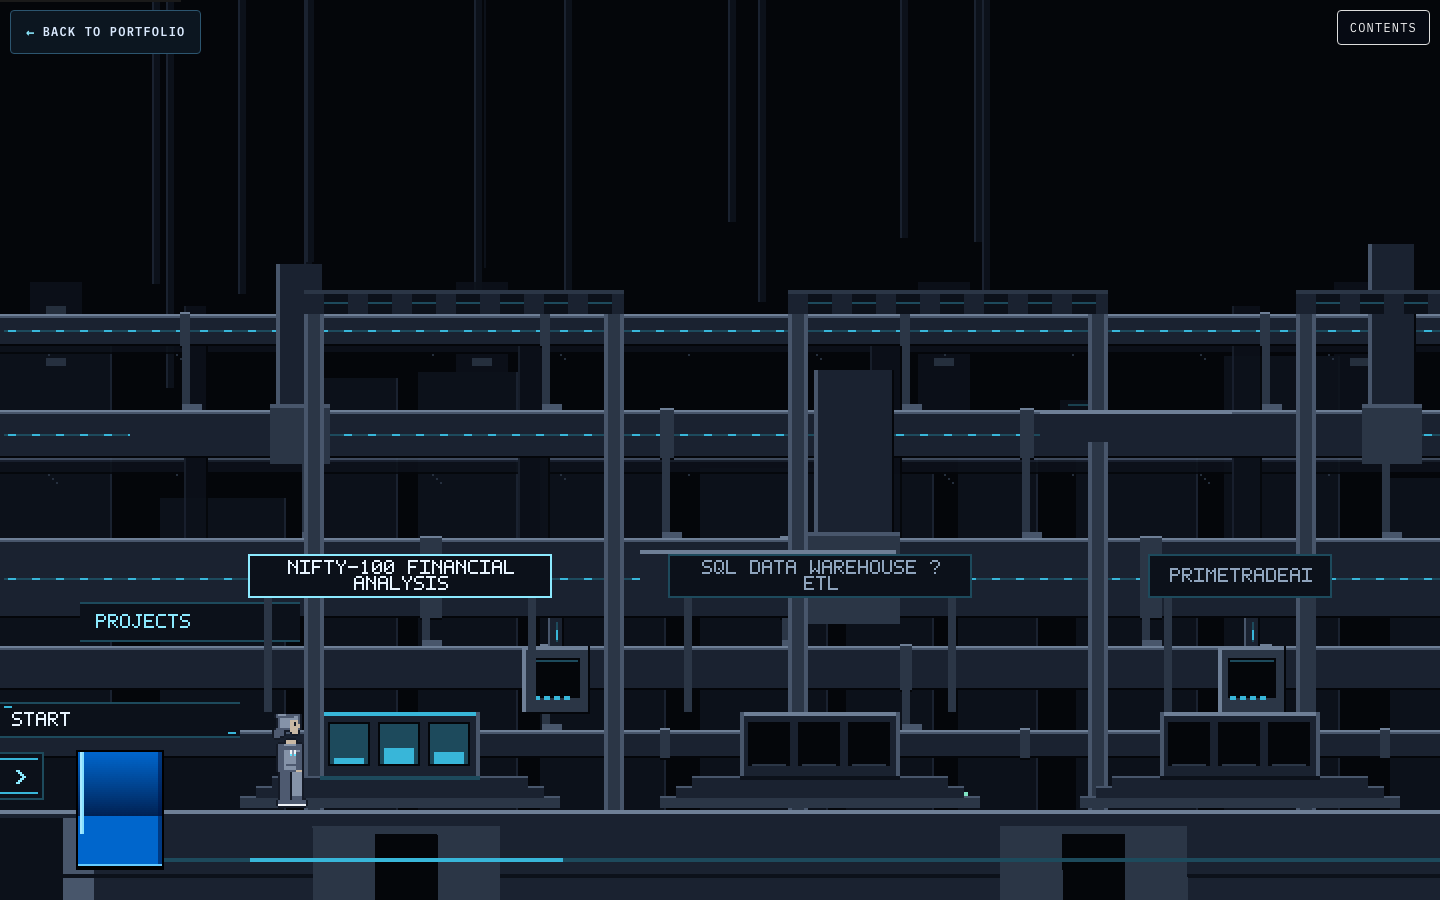 ← BACK TO PORTFOLIO
CONTENTS
NIFTY-100 FINANCIAL
ANALYSIS
SQL DATA WAREHOUSE ?
ETL
PRIMETRADEAI
PROJECTS
START
>